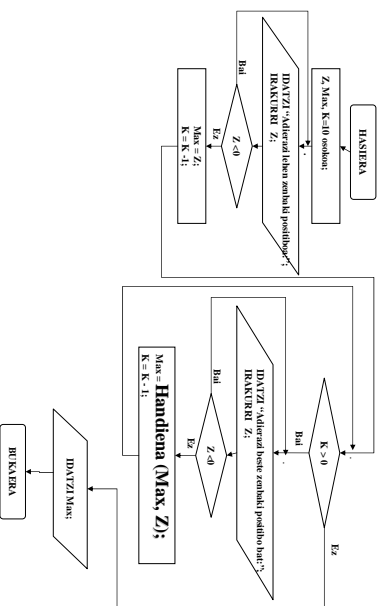 HASIERA
Z, Max, K=10 osokoa;
IDATZI “Adierazi lehen zenbaki positiboa:”;
IRAKURRI Z;
Bai
Z <0
Ez
Max = Z;
K = K -1;
K > 0
Bai
Ez
IDATZI “Adierazi beste zenbaki positibo bat:”;
IRAKURRI Z;
Bai
Z <0
Ez
Max = Handiena (Max, Z);
K = K - 1;
IDATZI Max;
BUKAERA